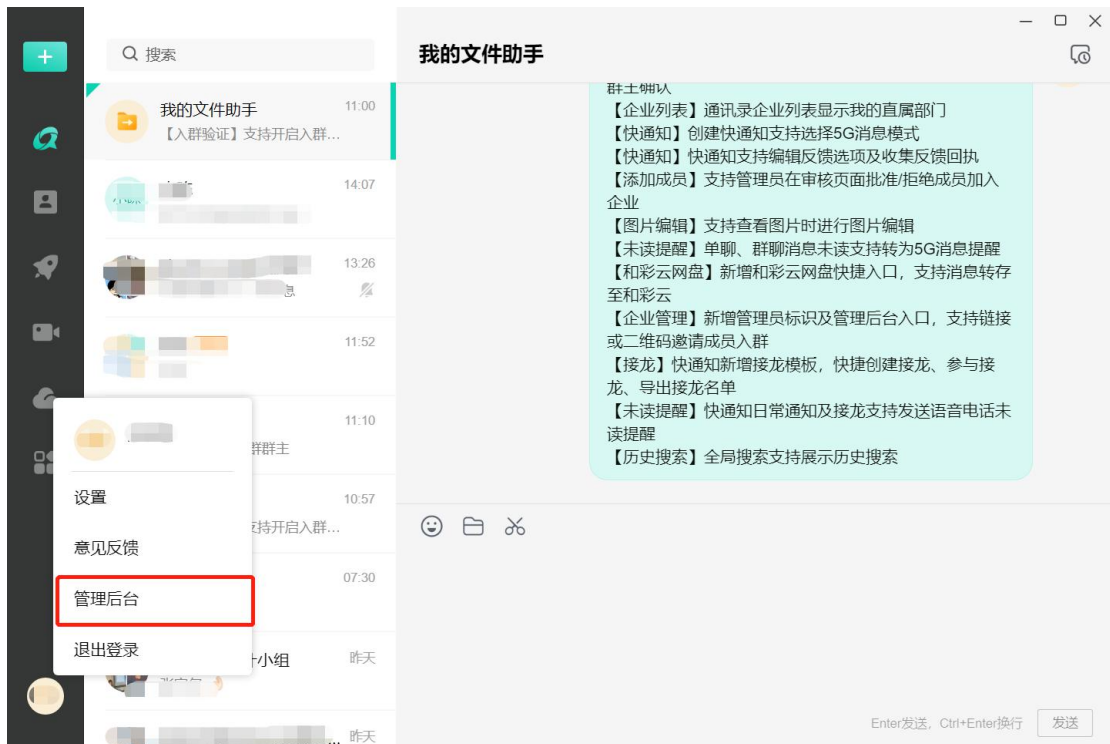 搜索
我的文件助手
11:00
【入群验证】支持开启入群...
14:07
13:26
息
11:52
11:10
群群主
10:57
支持开启入群...
07:30
计小组
昨天
昨天
...
设置
意见反馈
管理后台
退出登录
我的文件助手
群主确认
【企业列表】通讯录企业列表显示我的直属部门
【快通知】创建快通知支持选择5G消息模式
【快通知】快通知支持编辑反馈选项及收集反馈回执
【添加成员】支持管理员在审核页面批准/拒绝成员加入
企业
【图片编辑】支持查看图片时进行图片编辑
【未读提醒】单聊、群聊消息未读支持转为5G消息提醒
【和彩云网盘】新增和彩云网盘快捷入口，支持消息转存
至和彩云
【企业管理】新增管理员标识及管理后台入口，支持链接
或二维码邀请成员入群
【接龙】快通知新增接龙模板，快捷创建接龙、参与接
龙、导出接龙名单
【未读提醒】快通知日常通知及接龙支持发送语音电话未
读提醒
【历史搜索】全局搜索支持展示历史搜索
Enter发送，Ctrl+Enter换行
发送